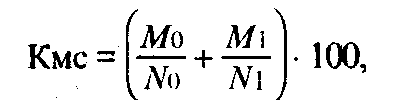 Кмс = (M0/N0 + M1/N1) · 100,